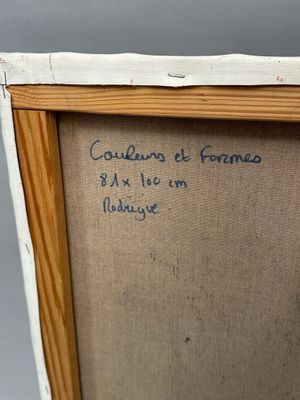 Couleurs et Formes
81 x 100 cm
Rodrigue